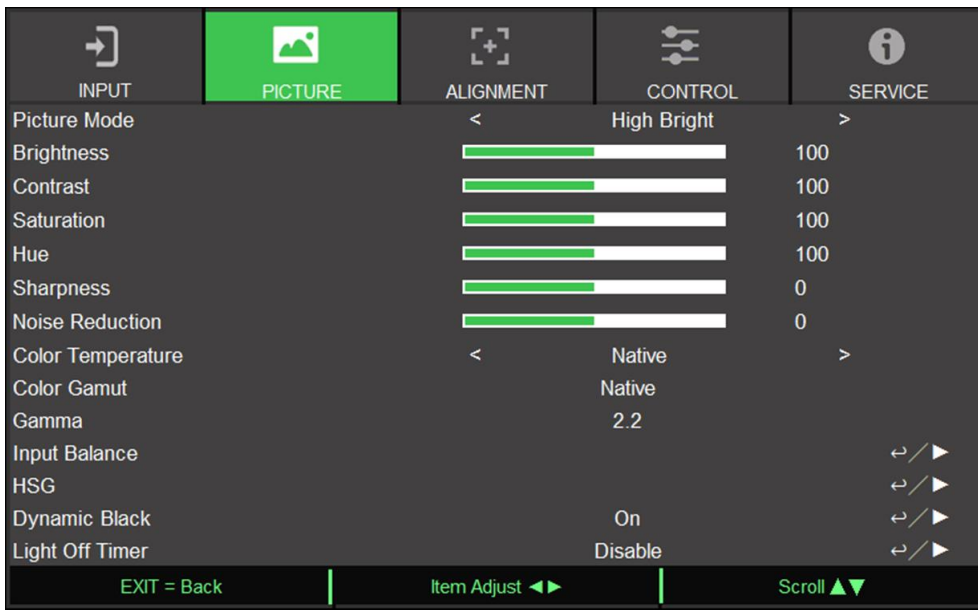 INPUT PICTURE ALIGNMENT CONTROL SERVICE
Picture Mode < High Bright >
Brightness 100
Contrast 100
Saturation 100
Hue 100
Sharpness 0
Noise Reduction 0
Color Temperature < Native >
Color Gamut Native
Gamma 2.2
Input Balance ↩/▶
HSG ↩/▶
Dynamic Black On ↩/▶
Light Off Timer Disable ↩/▶
EXIT = Back Item Adjust ◀▶ Scroll ▲▼